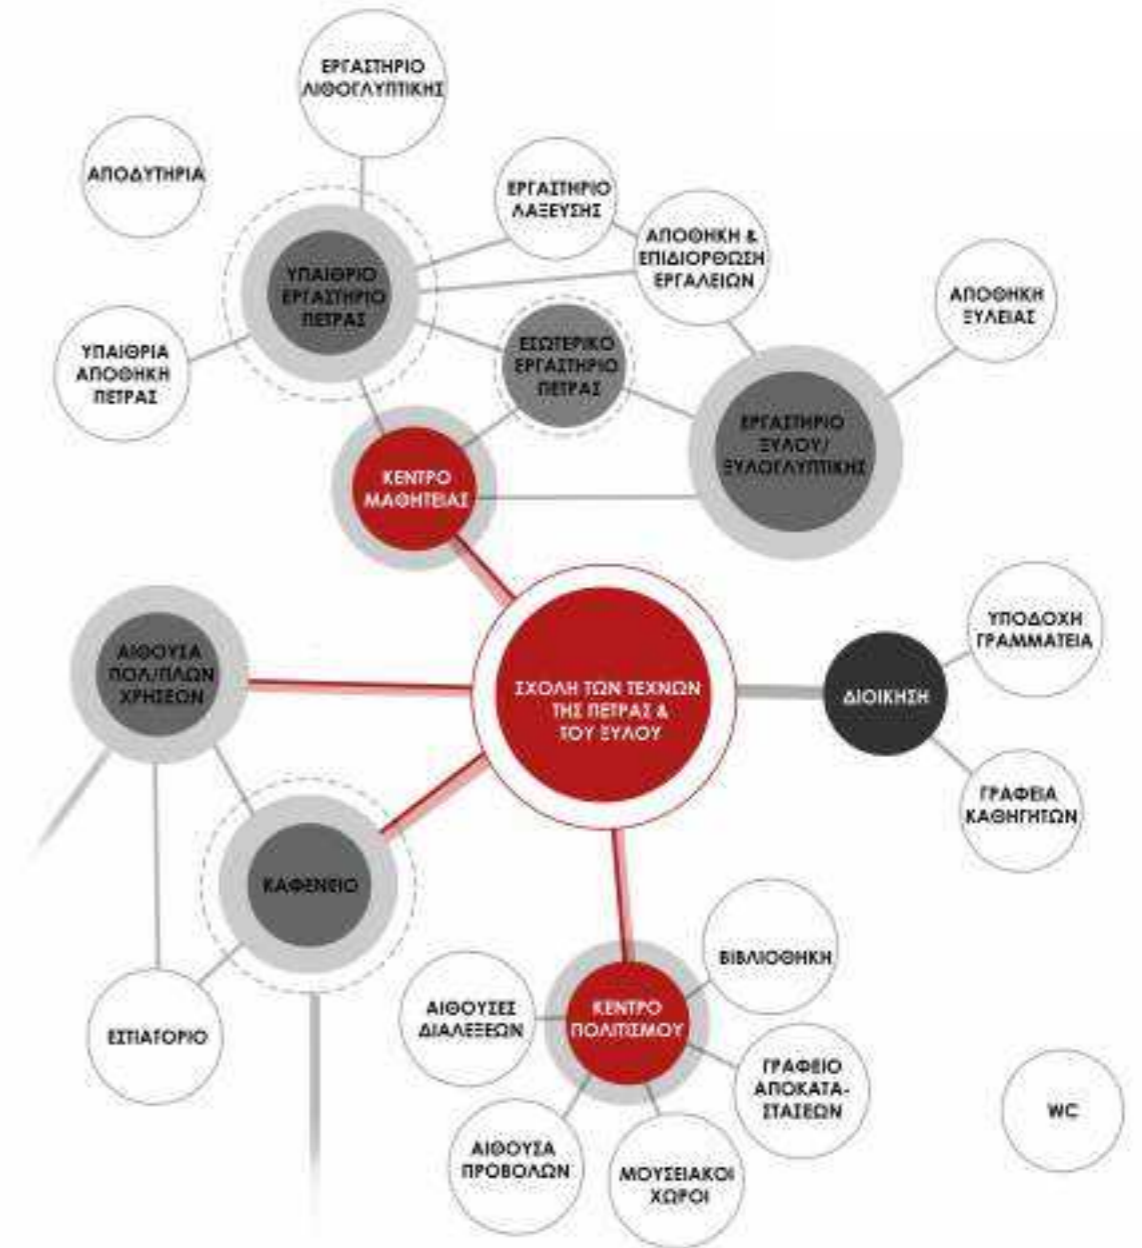 ΕΡΓΑΣΤΗΡΙΟ
ΛΙΘΟΓΛΥΠΤΙΚΗΣ
ΑΠΟΔΥΤΗΡΙΑ
ΕΡΓΑΣΤΗΡΙΟ
ΛΑΞΕΥΣΗΣ
ΑΠΟΘΗΚΗ &
ΕΠΙΔΙΟΡΘΩΣΗ
ΕΡΓΑΛΕΙΩΝ
ΥΠΑΙΘΡΙΟ
ΕΡΓΑΣΤΗΡΙΟ
ΠΕΤΡΑΣ
ΑΠΟΘΗΚΗ
ΞΥΛΕΙΑΣ
ΥΠΑΙΘΡΙΑ
ΑΠΟΘΗΚΗ
ΠΕΤΡΑΣ
ΕΣΩΤΕΡΙΚΟ
ΕΡΓΑΣΤΗΡΙΟ
ΠΕΤΡΑΣ
ΕΡΓΑΣΤΗΡΙΟ
ΞΥΛΟΥ/
ΞΥΛΟΓΛΥΠΤΙΚΗΣ
ΚΕΝΤΡΟ
ΜΑΘΗΤΕΙΑΣ
ΑΙΘΟΥΣΑ
ΠΟΛ/ΠΛΩΝ
ΧΡΗΣΕΩΝ
ΣΧΟΛΗ ΤΩΝ ΤΕΧΝΩΝ
ΤΗΣ ΠΕΤΡΑΣ &
ΤΟΥ ΞΥΛΟΥ
ΔΙΟΙΚΗΣΗ
ΥΠΟΔΟΧΗ
ΓΡΑΜΜΑΤΕΙΑ
ΓΡΑΦΕΙΑ
ΚΑΘΗΓΗΤΩΝ
ΚΑΦΕΝΕΙΟ
ΕΣΤΙΑΤΟΡΙΟ
ΒΙΒΛΙΟΘΗΚΗ
ΑΙΘΟΥΣΕΣ
ΔΙΑΛΕΞΕΩΝ
ΚΕΝΤΡΟ
ΠΟΛΙΤΙΣΜΟΥ
ΓΡΑΦΕΙΟ
ΑΠΟΚΑΤΑ-
ΣΤΑΣΕΩΝ
WC
ΑΙΘΟΥΣΑ
ΠΡΟΒΟΛΩΝ
ΜΟΥΣΕΙΑΚΟΙ
ΧΩΡΟΙ